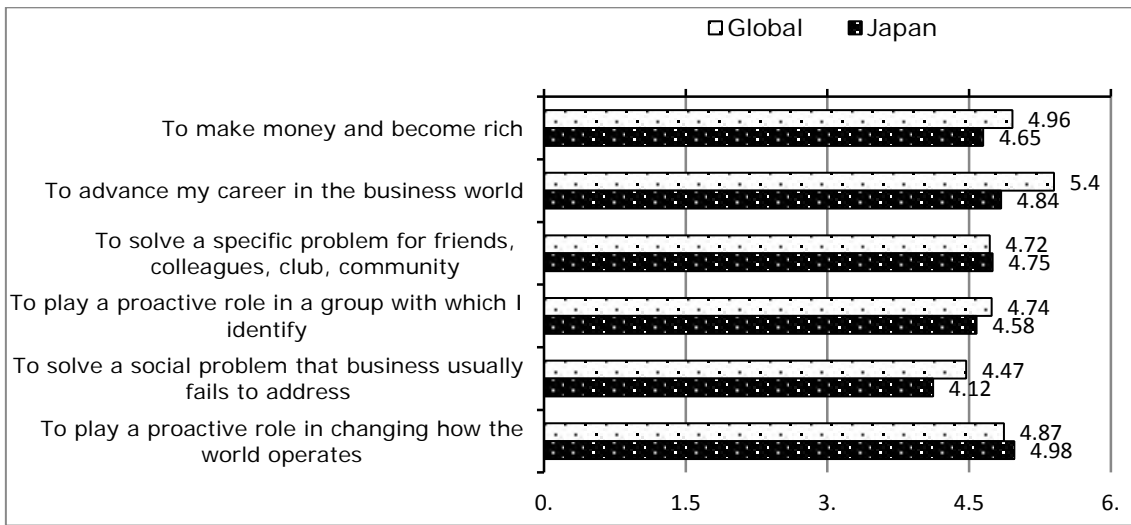 Global Japan
To make money and become rich
4.96
4.65
To advance my career in the business world
5.4
4.84
To solve a specific problem for friends,
colleagues, club, community
4.72
4.75
To play a proactive role in a group with which I
identify
4.74
4.58
To solve a social problem that business usually
fails to address
4.47
4.12
To play a proactive role in changing how the
world operates
4.87
4.98
0. 1.5 3. 4.5 6.